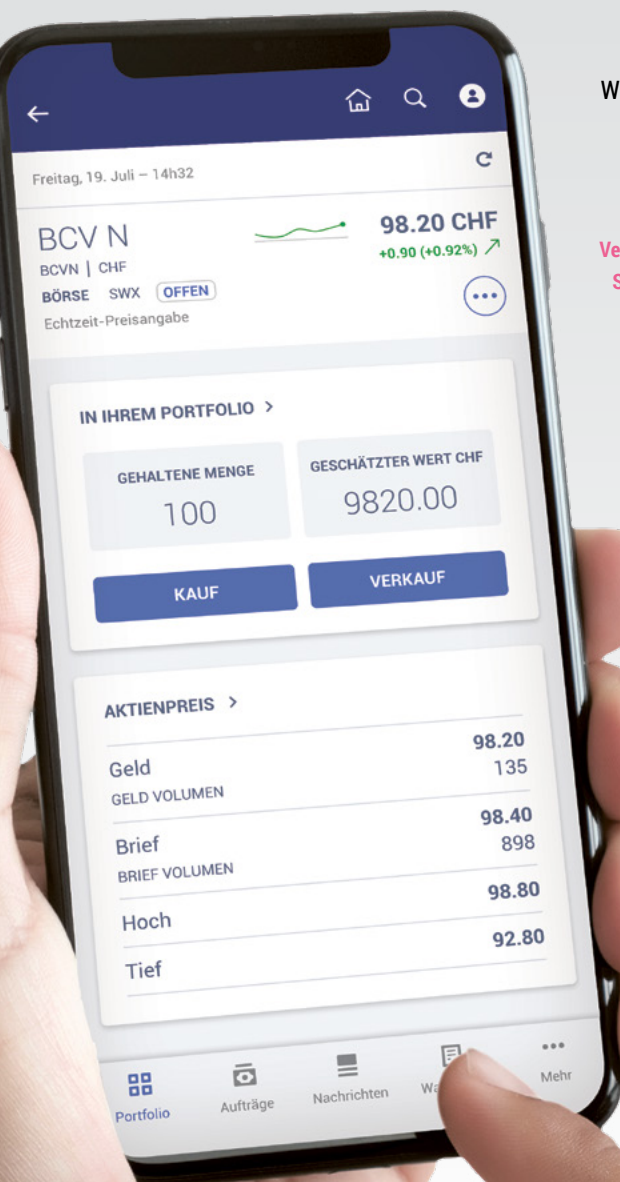 Freitag, 19. Juli – 14h32
BCV N
98.20 CHF
+0.90 (+0.92%)
BCVN | CHF
BÖRSE SWX OFFEN
Echtzeit-Preisangabe
IN IHREM PORTFOLIO
GEHALTENE MENGE
100
GESCHÄTZTER WERT CHF
9820.00
KAUF
VERKAUF
AKTIENPREIS
Geld 98.20
GELD VOLUMEN 135
Brief 98.40
BRIEF VOLUMEN 898
Hoch 98.80
Tief 92.80
Portfolio
Aufträge
Nachrichten
Mehr